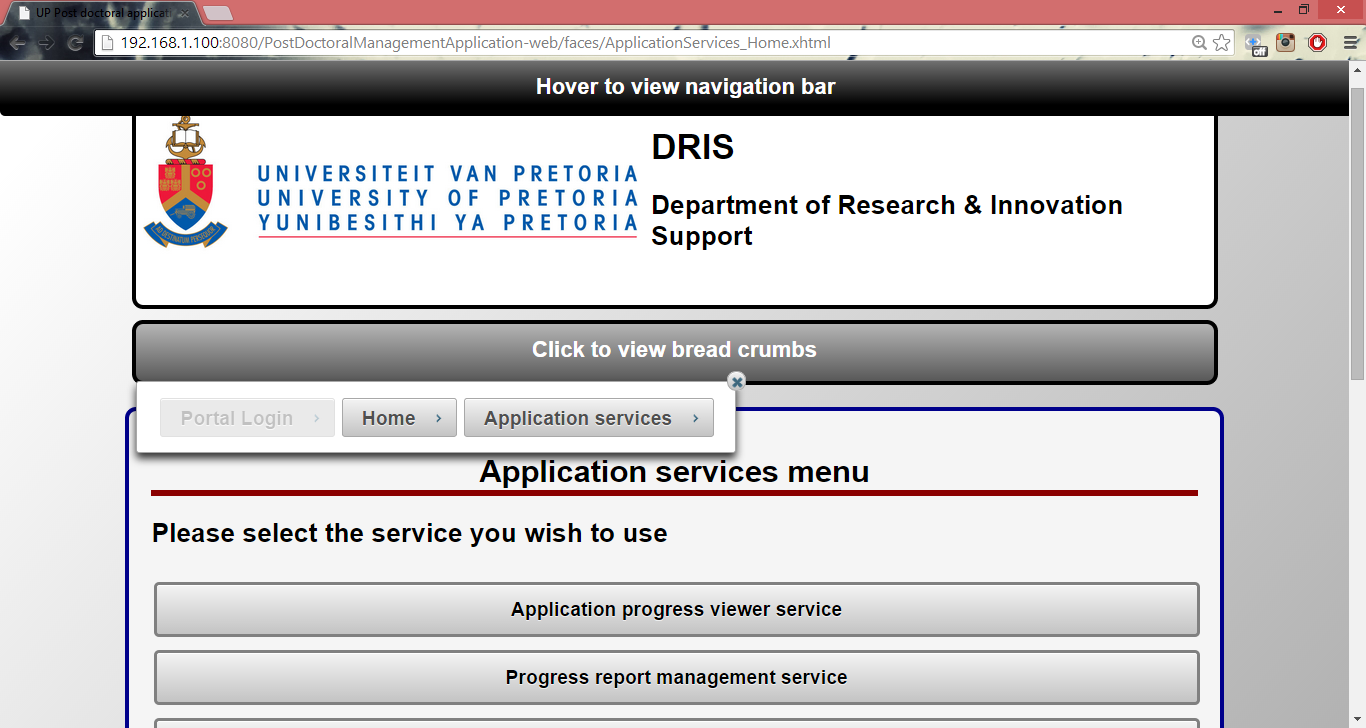 UP Post doctoral applicati
192.168.1.100:8080/PostDoctoralManagementApplication-web/faces/ApplicationServices_Home.xhtml
off
Hover to view navigation bar
UNIVERSITEIT VAN PRETORIA
UNIVERSITY OF PRETORIA
YUNIBESITHI YA PRETORIA
DRIS
Department of Research & Innovation
Support
Click to view bread crumbs
Portal Login
Home
Application services
Application services menu
Please select the service you wish to use
Application progress viewer service
Progress report management service